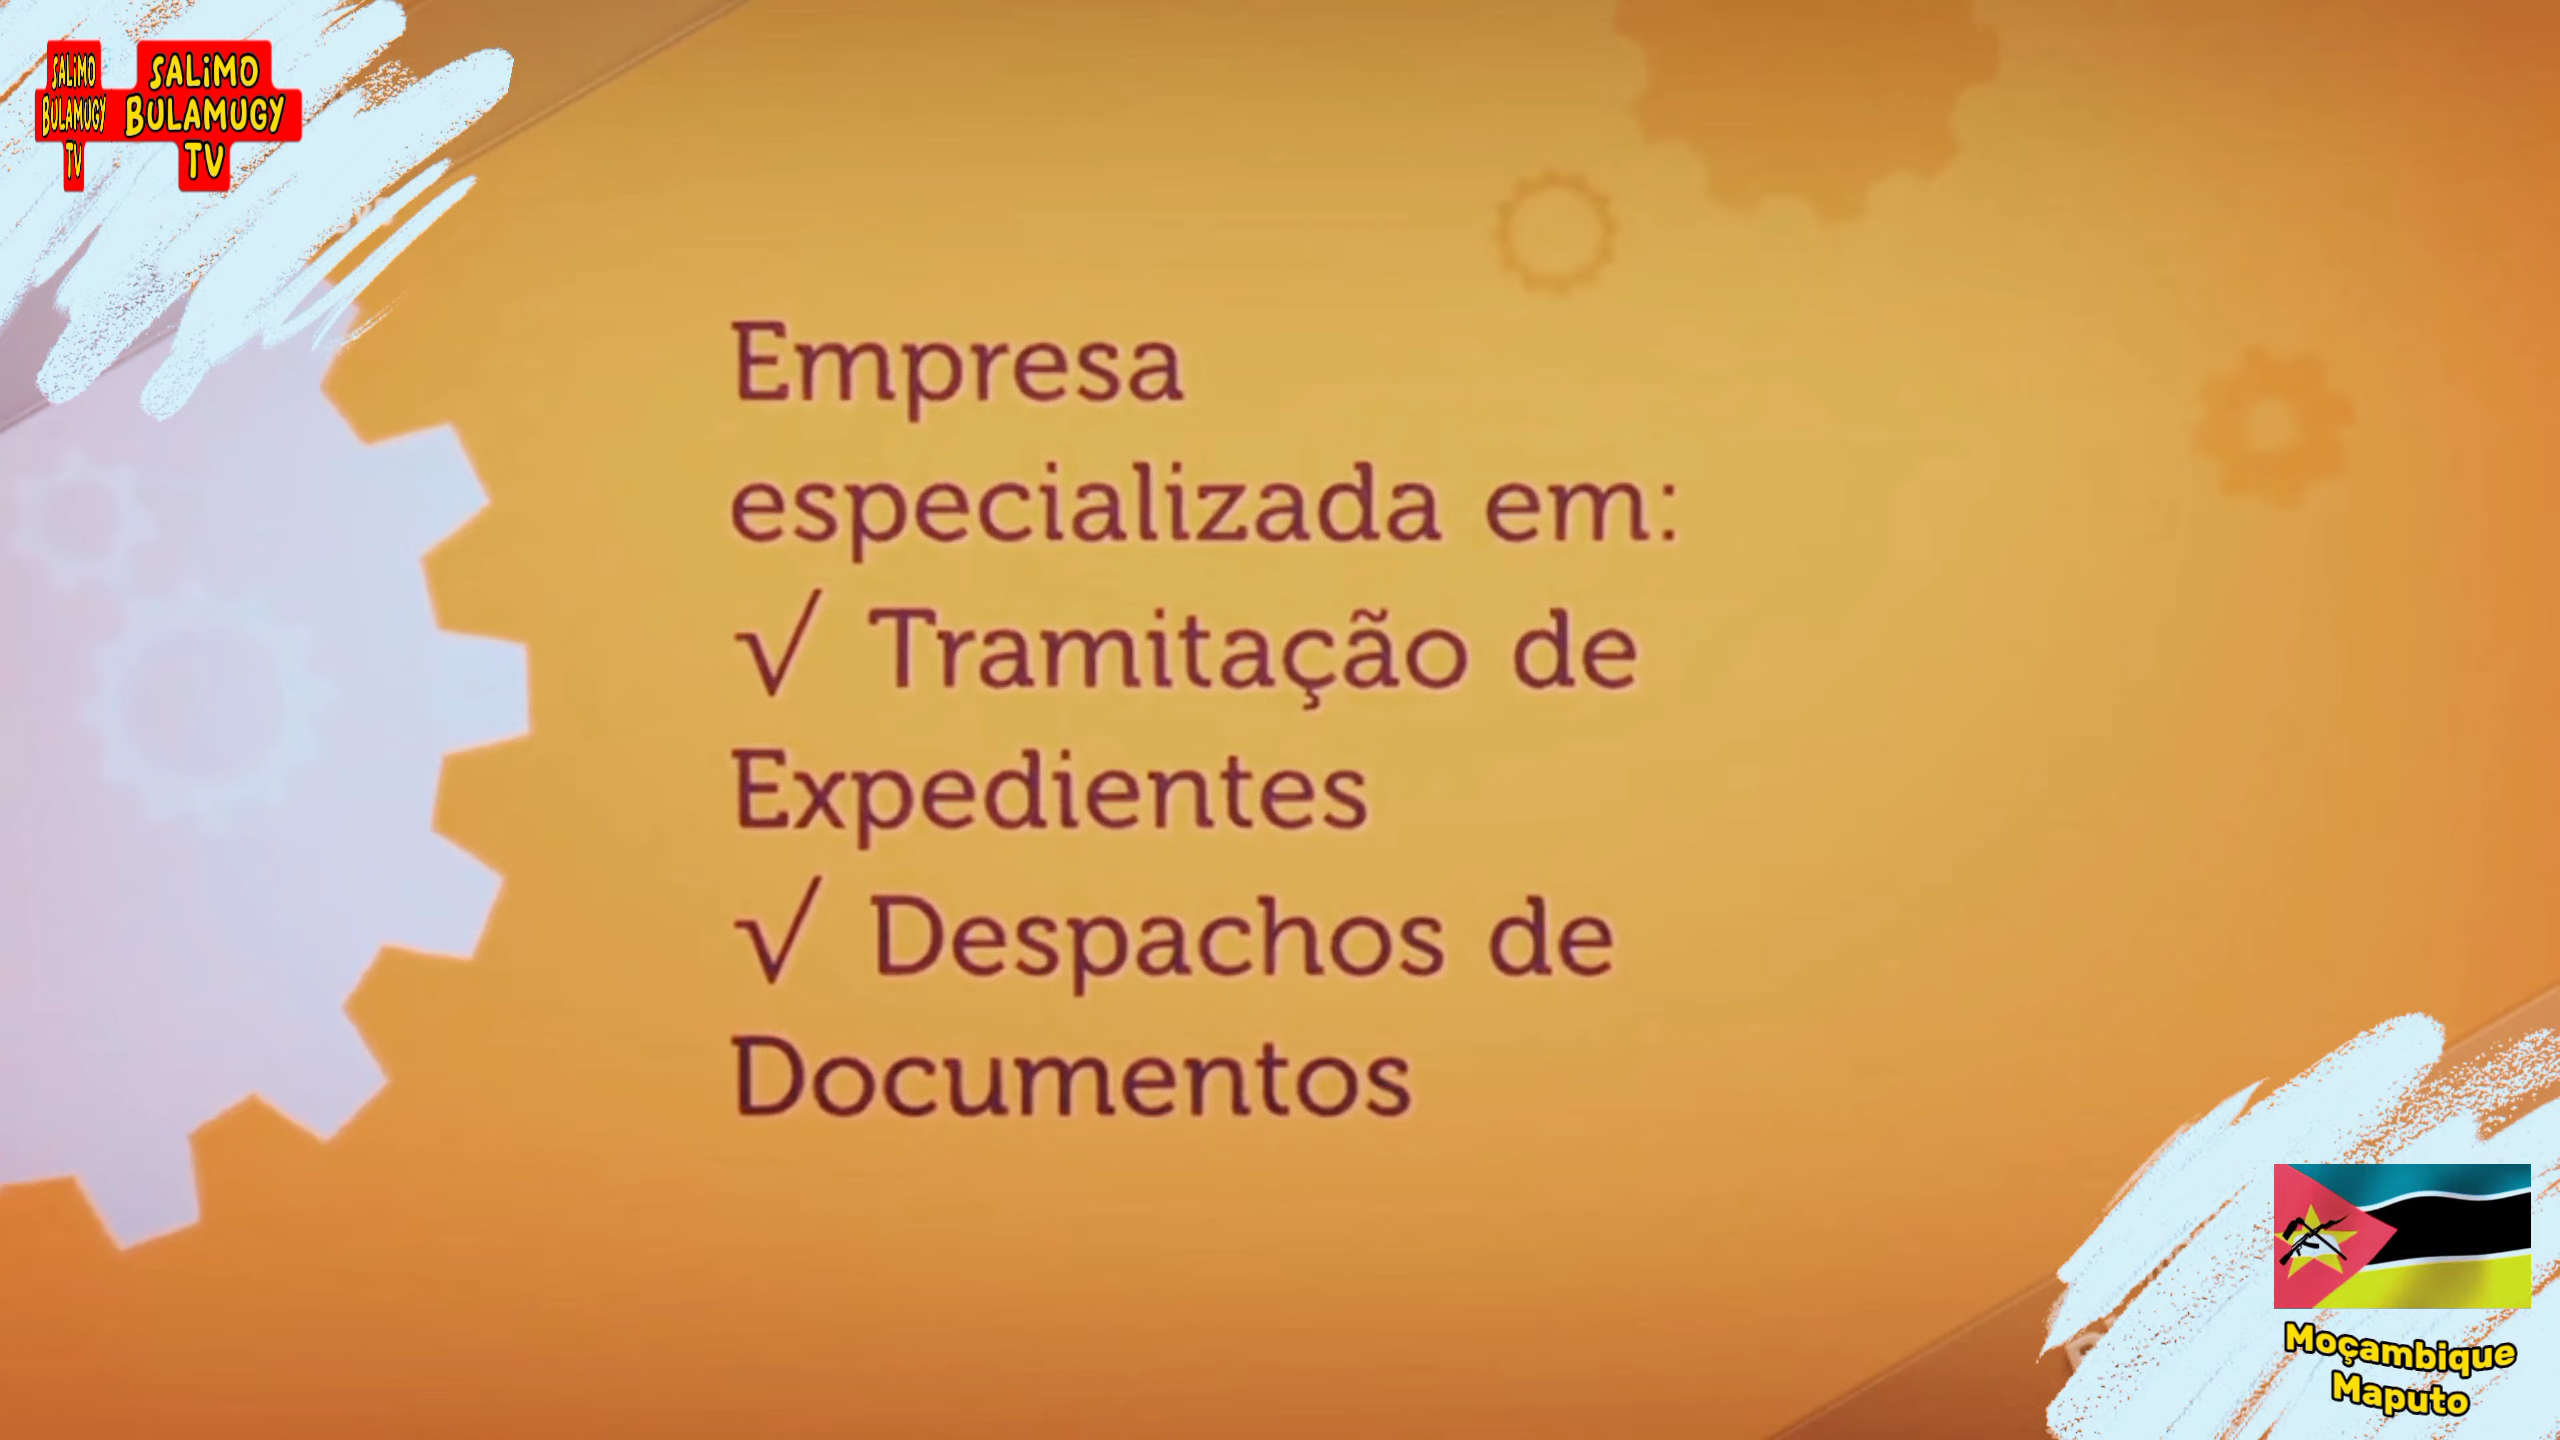 SALiMO
BULAMUGY
TV
SALiMO
BULAMUGY
TV
Empresa
especializada em:
√ Tramitação de
Expedientes
√ Despachos de
Documentos
Moçambique
Maputo